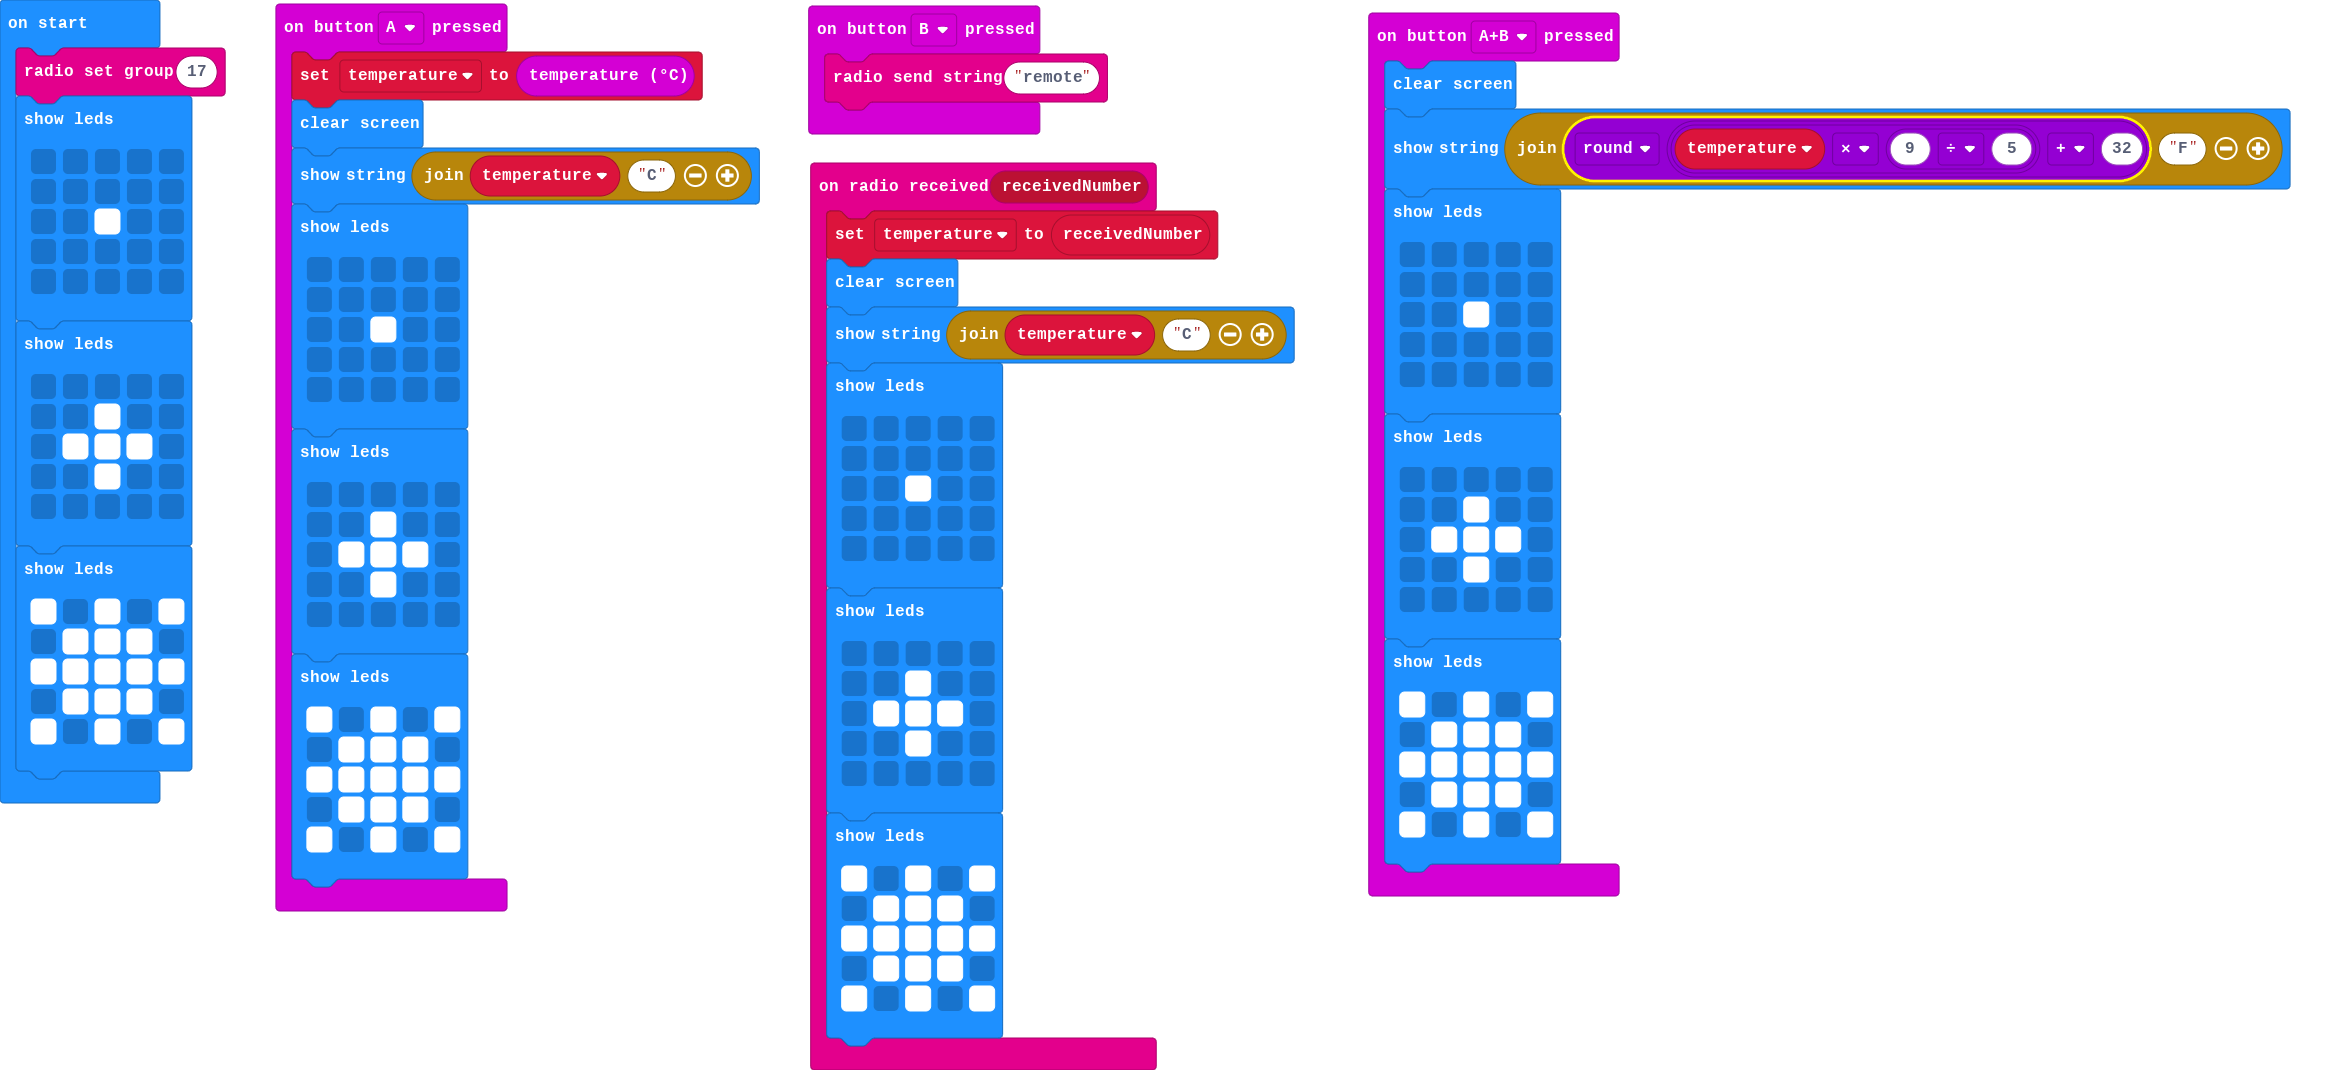 on start
radio set group 17
show leds
show leds
show leds
on button A pressed
set temperature to temperature (°C)
clear screen
show string join temperature "C"
show leds
show leds
show leds
on button B pressed
radio send string "remote"
on radio received receivedNumber
set temperature to receivedNumber
clear screen
show string join temperature "C"
show leds
show leds
show leds
on button A+B pressed
clear screen
show string join round temperature × 9 ÷ 5 + 32 "F"
show leds
show leds
show leds